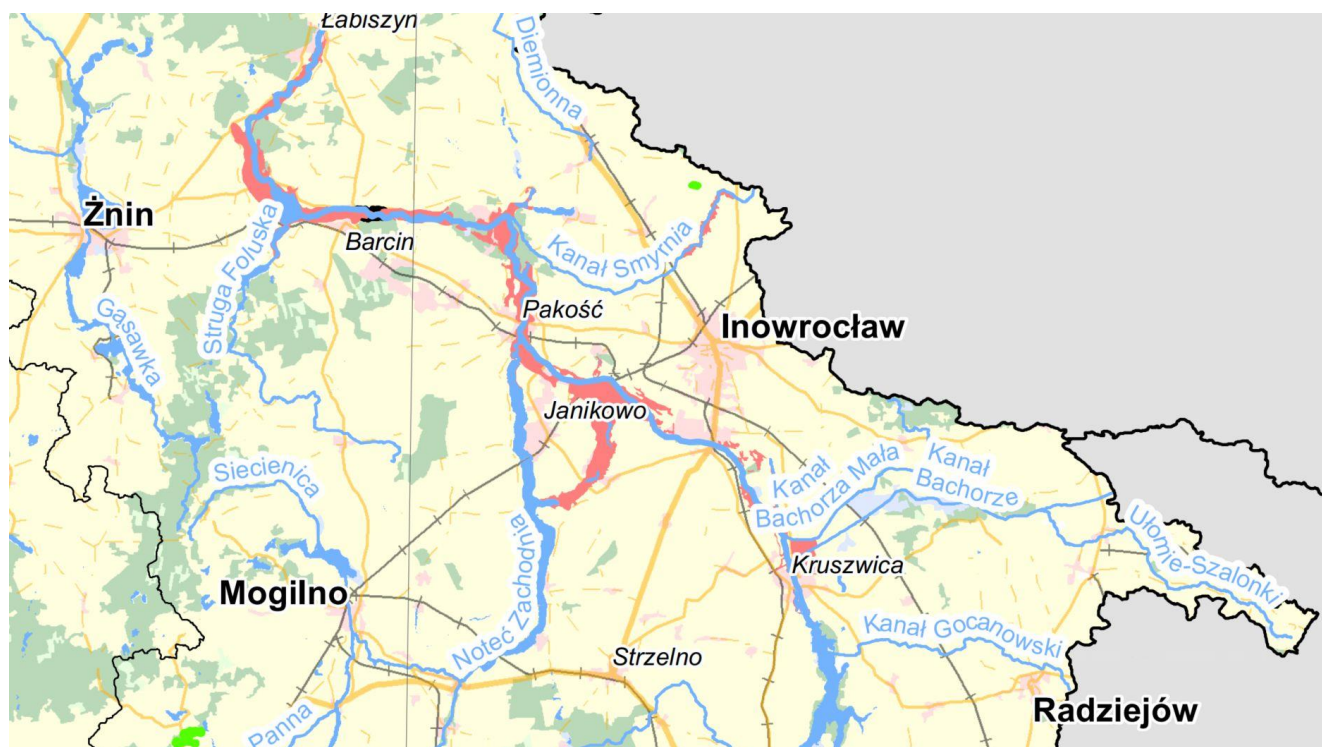 Łabiszyn
Diemionna
Żnin
Barcin
Struga Foluska
Kanał Smyrnia
Gąsawka
Pakość
Inowrocław
Janikowo
Siecienica
Kanał
Bachorza Mała
Kanał
Bachorze
Ułomie-Szalonki
Noteć Zachodnia
Kruszwica
Mogilno
Kanał Gocanowski
Strzelno
Panna
Radziejów